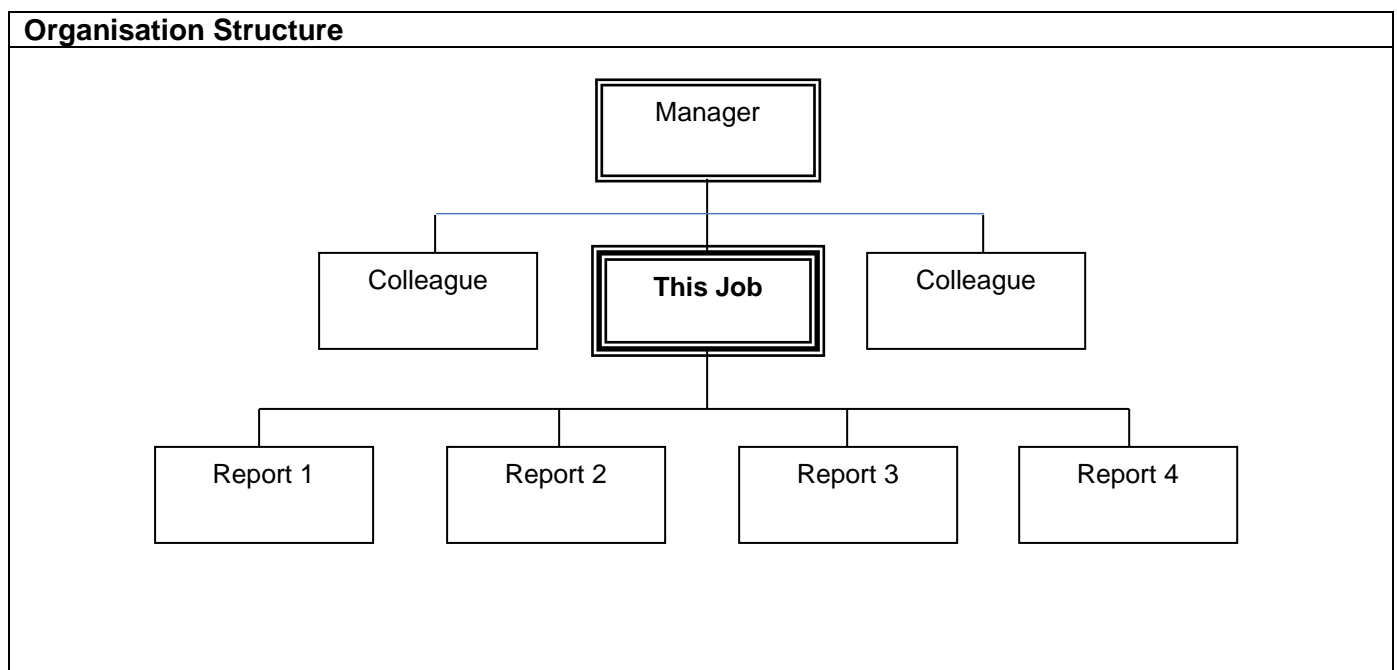 Organisation Structure
Manager
Colleague
This Job
Colleague
Report 1
Report 2
Report 3
Report 4